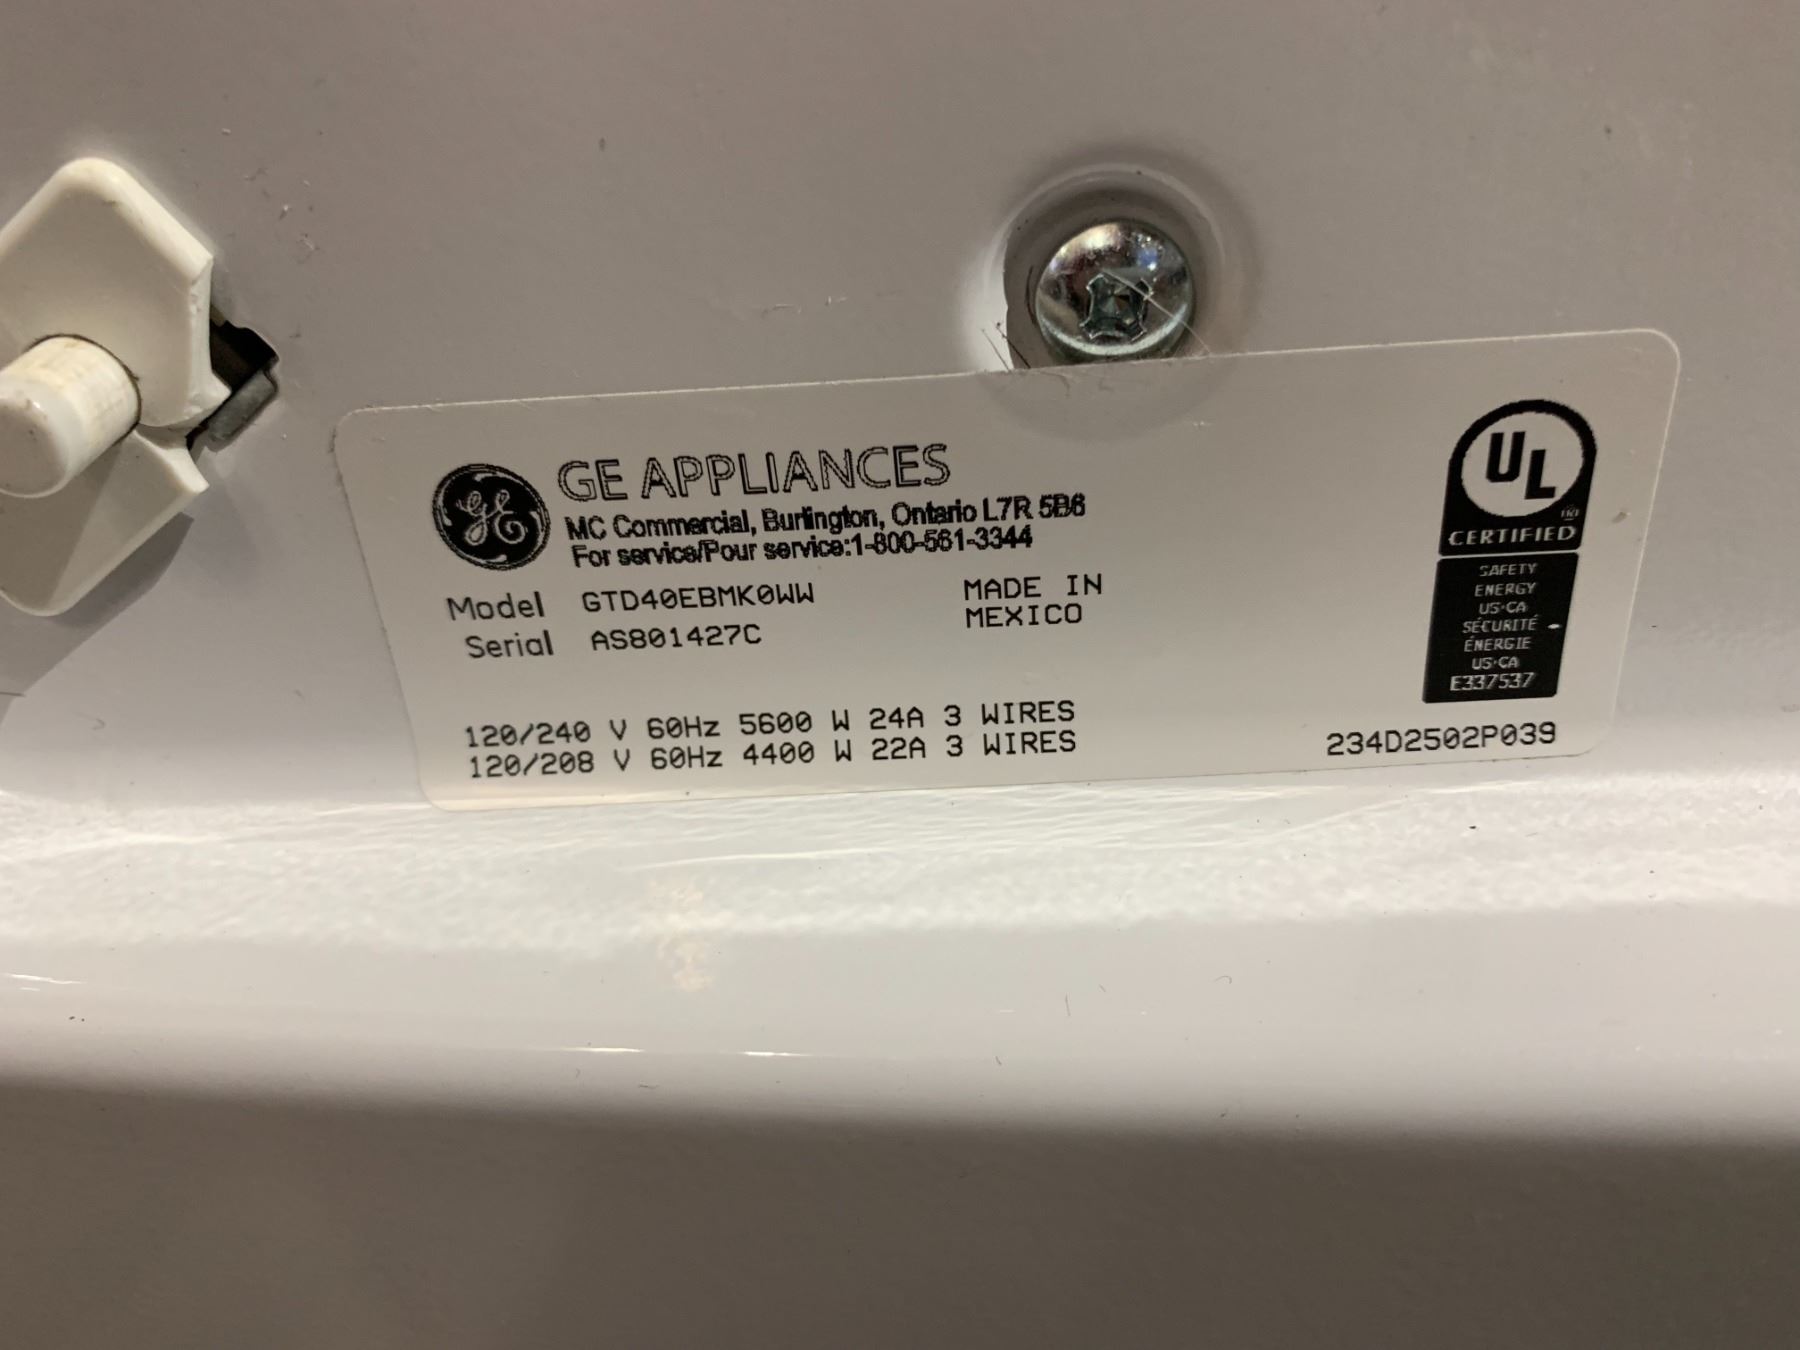 GE APPLIANCES
MC Commercial, Burlington, Ontario L7R 5B6
For service/Pour service:1-800-561-3344
Model GTD40EBMK0WW
Serial AS801427C
MADE IN
MEXICO
120/240 V 60Hz 5600 W 24A 3 WIRES
120/208 V 60Hz 4400 W 22A 3 WIRES
UL
CERTIFIED
SAFETY
ENERGY
US·CA
SÉCURITÉ
ÉNERGIE
US·CA
E337537
234D2502P039